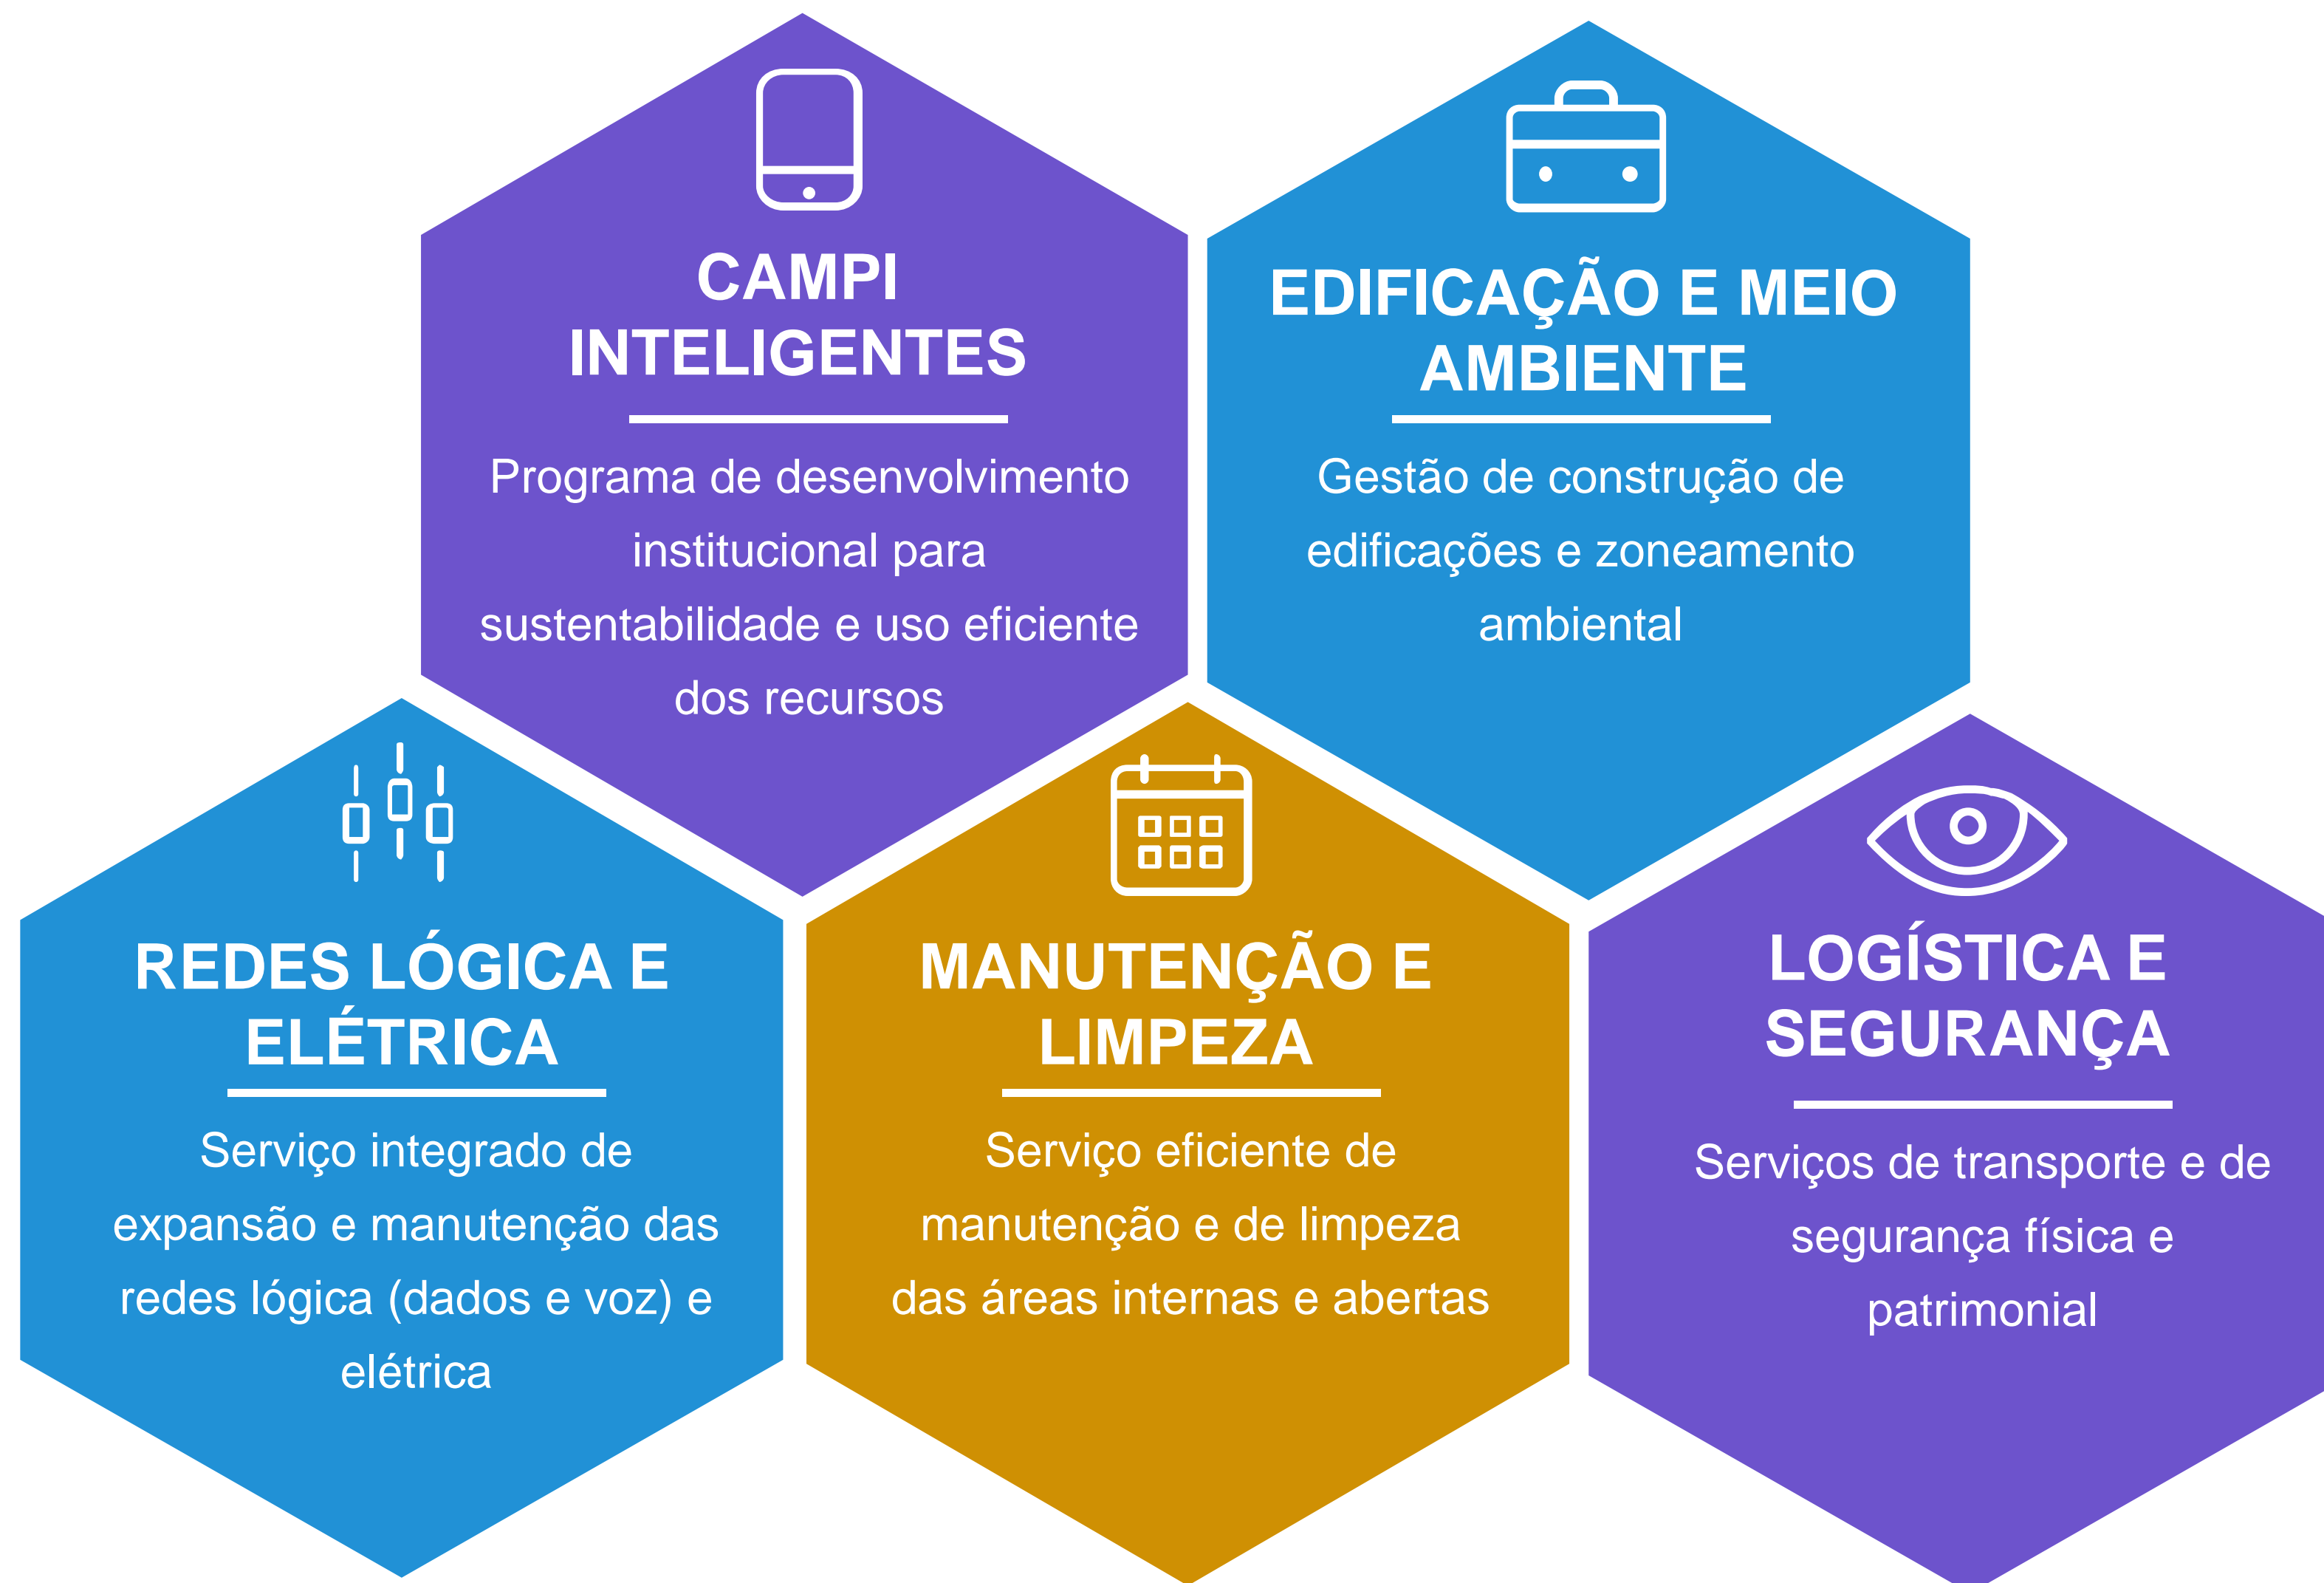 CAMPI
INTELIGENTES
Programa de desenvolvimento
institucional para
sustentabilidade e uso eficiente
dos recursos
EDIFICAÇÃO E MEIO
AMBIENTE
Gestão de construção de
edificações e zoneamento
ambiental
REDES LÓGICA E
ELÉTRICA
Serviço integrado de
expansão e manutenção das
redes lógica (dados e voz) e
elétrica
MANUTENÇÃO E
LIMPEZA
Serviço eficiente de
manutenção e de limpeza
das áreas internas e abertas
LOGÍSTICA E
SEGURANÇA
Serviços de transporte e de
segurança física e
patrimonial